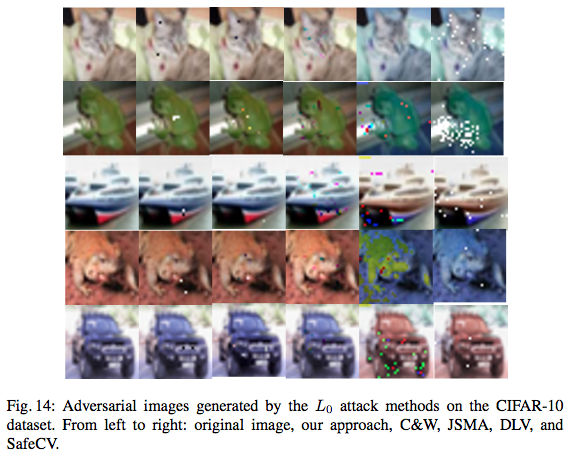 Fig. 14: Adversarial images generated by the L0 attack methods on the CIFAR-10
dataset. From left to right: original image, our approach, C&W, JSMA, DLV, and
SafeCV.